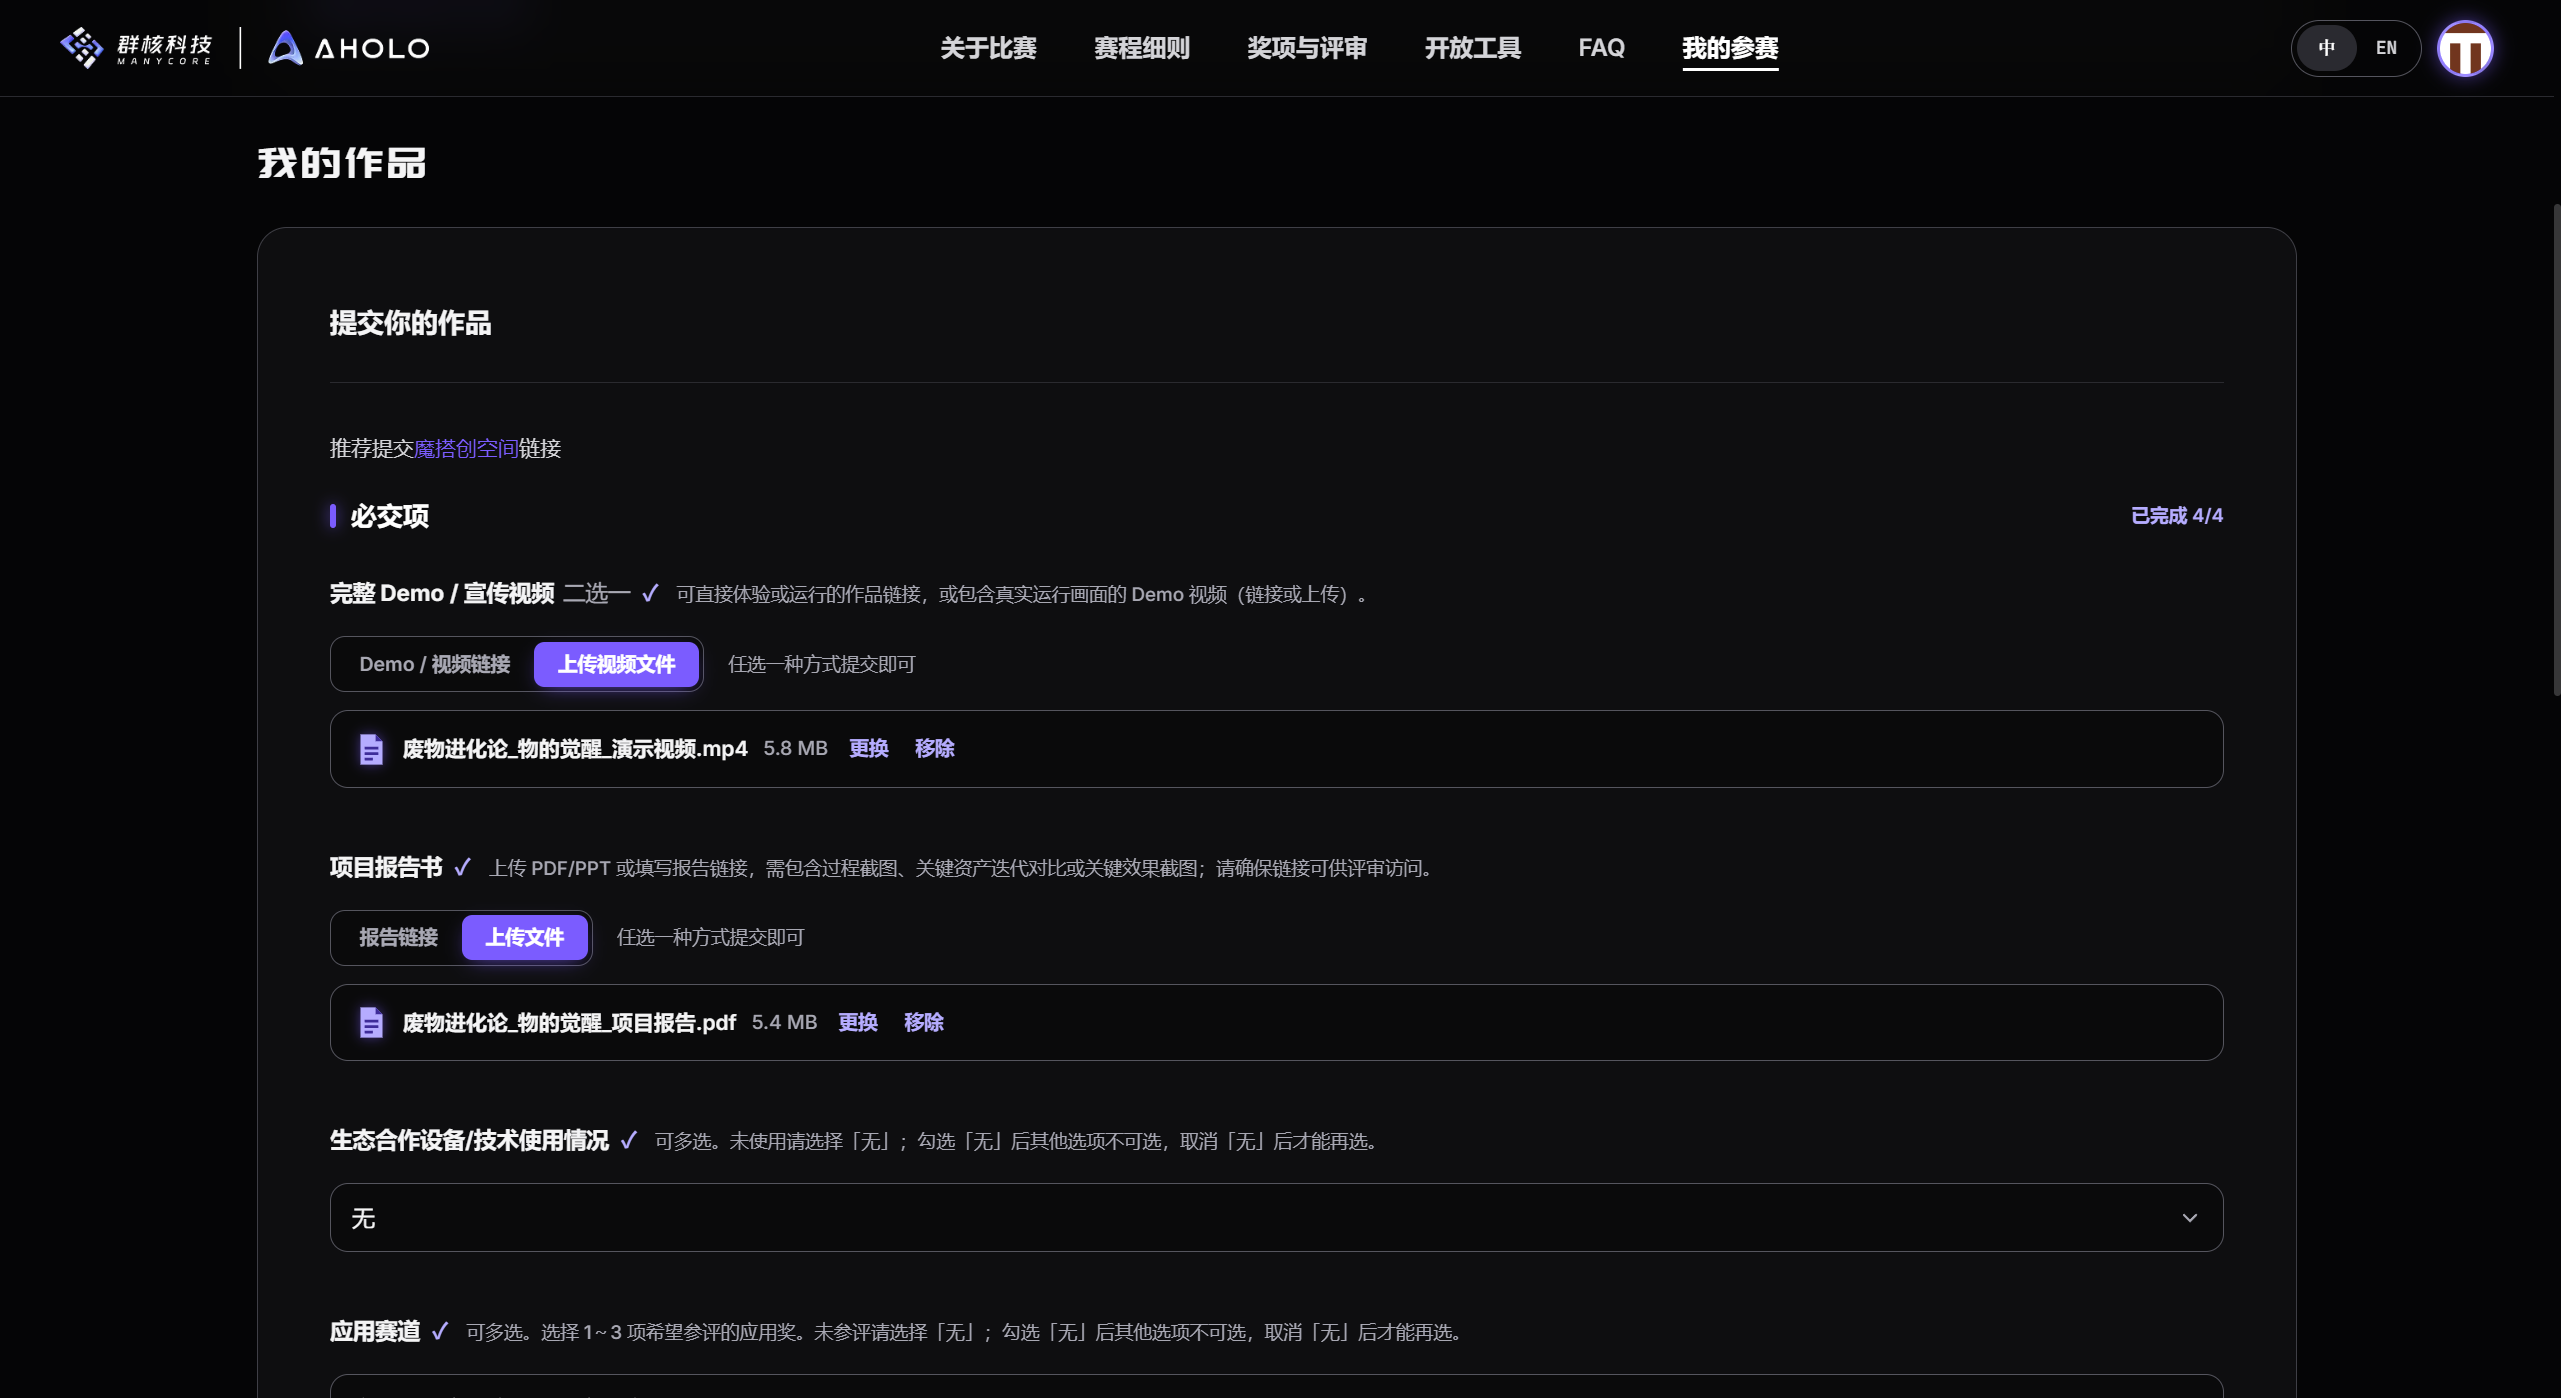 群核科技 MANYCORE AHOLO 关于比赛 赛程细则 奖项与评审 开放工具 FAQ 我的参赛 中 EN
我的作品
提交你的作品
推荐提交魔搭创空间链接
必交项 已完成 4/4
完整 Demo / 宣传视频 二选一 ✓ 可直接体验或运行的作品链接，或包含真实运行画面的 Demo 视频（链接或上传）。
Demo / 视频链接 上传视频文件 任选一种方式提交即可
废物进化论_物的觉醒_演示视频.mp4 5.8 MB 更换 移除
项目报告书 ✓ 上传 PDF/PPT 或填写报告链接，需包含过程截图、关键资产迭代对比或关键效果截图；请确保链接可供评审访问。
报告链接 上传文件 任选一种方式提交即可
废物进化论_物的觉醒_项目报告.pdf 5.4 MB 更换 移除
生态合作设备/技术使用情况 ✓ 可多选。未使用请选择「无」；勾选「无」后其他选项不可选，取消「无」后才能再选。
无
应用赛道 ✓ 可多选。选择 1~3 项希望参评的应用奖。未参评请选择「无」；勾选「无」后其他选项不可选，取消「无」后才能再选。